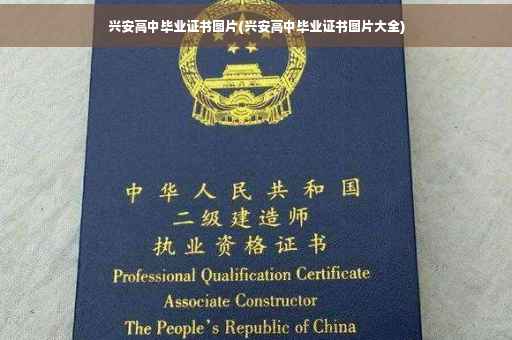 兴安高中毕业证书图片(兴安高中毕业证书图片大全)
中华人民共和国
二级建造师
执业资格证书
Professional Qualification Certificate
Associate Constructor
The People's Republic of China